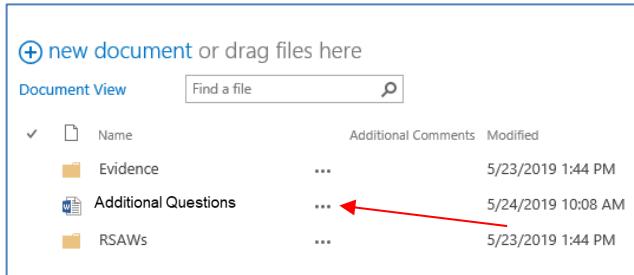 new document or drag files here
Document View Find a file
Name Additional Comments Modified
Evidence ... 5/23/2019 1:44 PM
Additional Questions ... 5/24/2019 10:08 AM
RSAWs ... 5/23/2019 1:44 PM